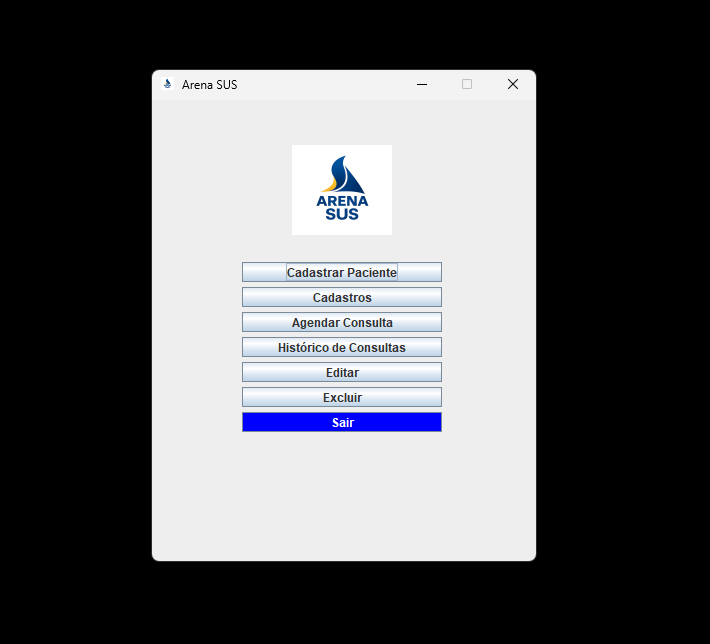 Arena SUS
ARENA
SUS
Cadastrar Paciente
Cadastros
Agendar Consulta
Histórico de Consultas
Editar
Excluir
Sair